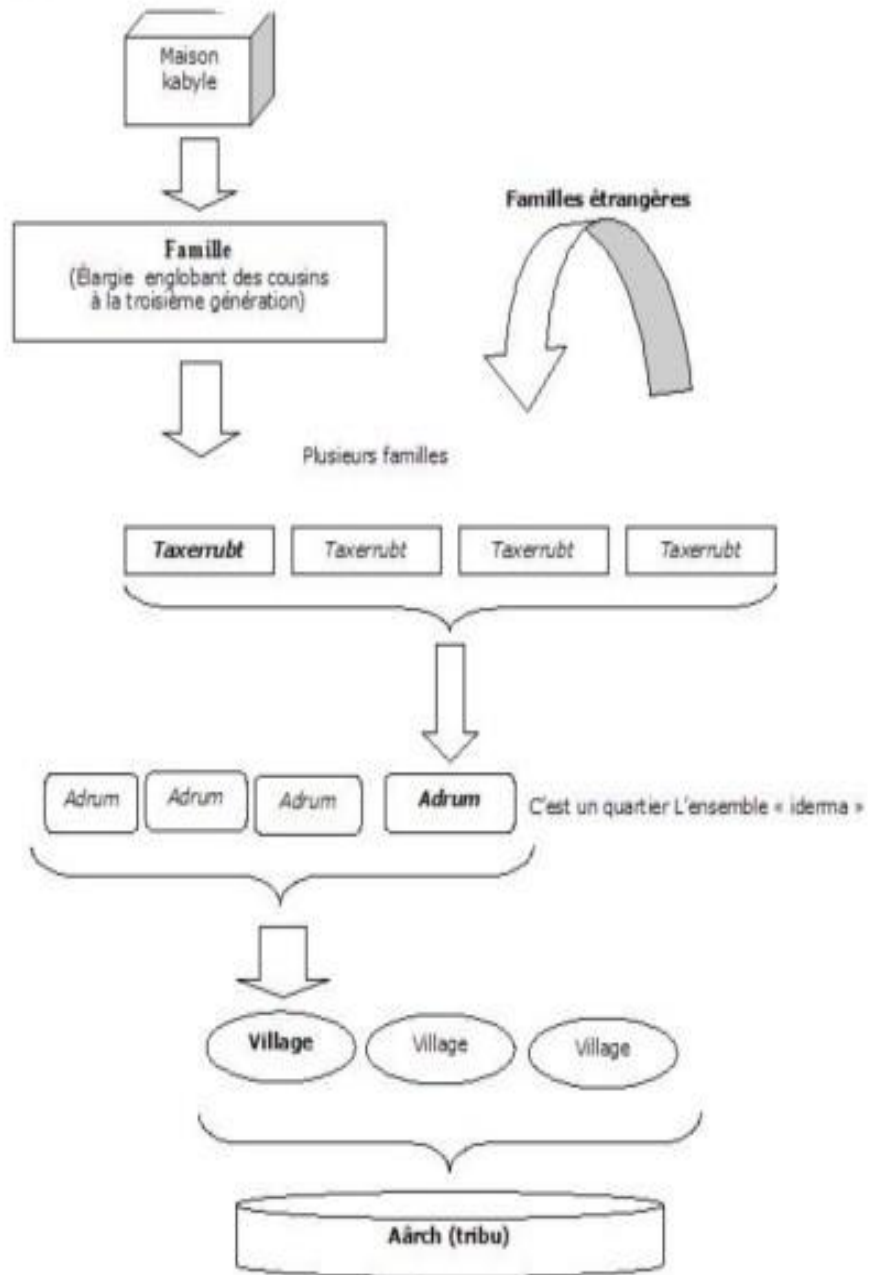 Maison
kabyle
Familles étrangères
Famille
(Élargie englobant des cousins
à la troisième génération)
Plusieurs familles
Taxerrubt Taxerrubt Taxerrubt Taxerrubt
Adrum Adrum Adrum Adrum C'est un quartier L'ensemble « iderma »
Village Village Village
Aârch (tribu)